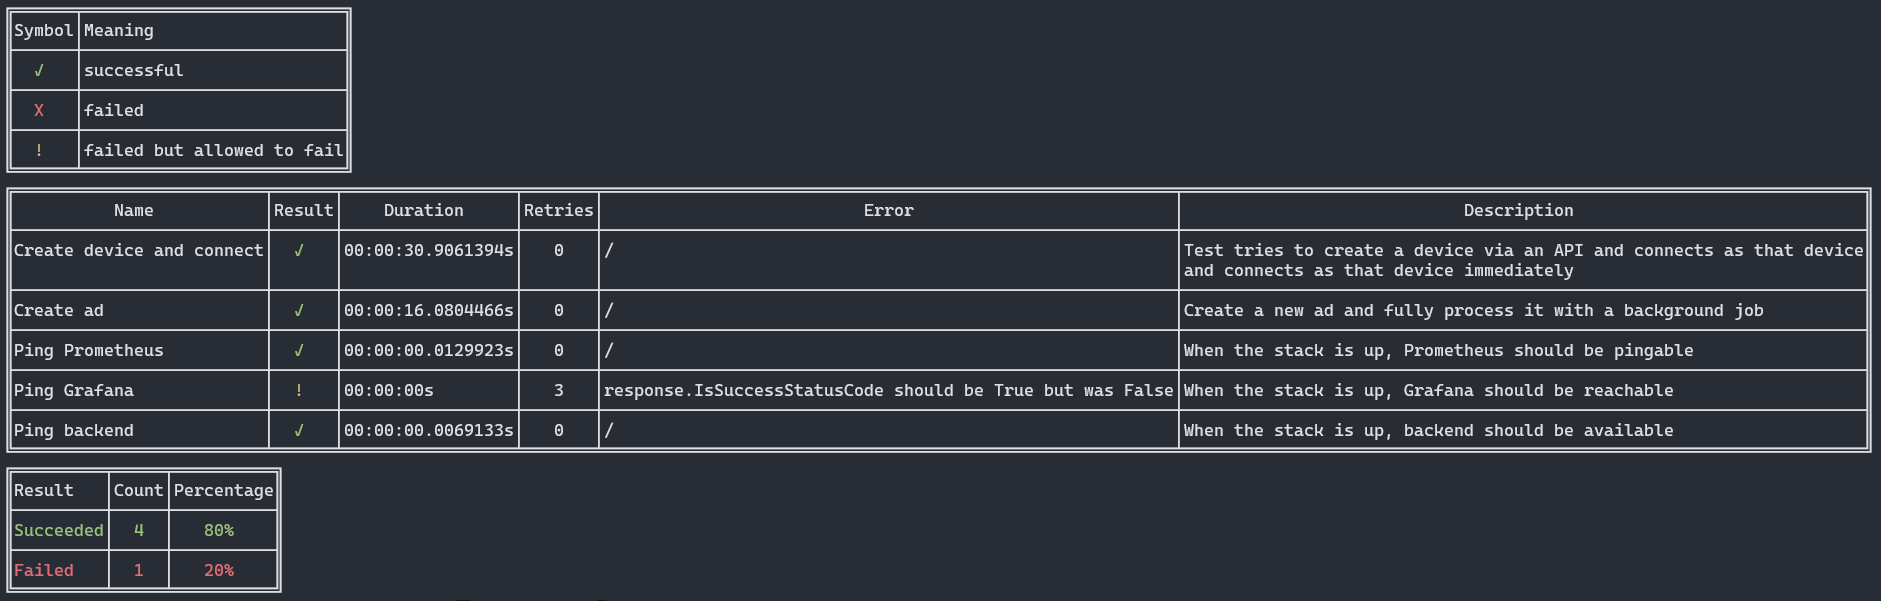 Symbol Meaning
√ successful
X failed
! failed but allowed to fail
Name Result Duration Retries Error Description
Create device and connect √ 00:00:30.9061394s 0 / Test tries to create a device via an API and connects as that device
and connects as that device immediately
Create ad √ 00:00:16.0804466s 0 / Create a new ad and fully process it with a background job
Ping Prometheus √ 00:00:00.0129923s 0 / When the stack is up, Prometheus should be pingable
Ping Grafana ! 00:00:00s 3 response.IsSuccessStatusCode should be True but was False When the stack is up, Grafana should be reachable
Ping backend √ 00:00:00.0069133s 0 / When the stack is up, backend should be available
Result Count Percentage
Succeeded 4 80%
Failed 1 20%